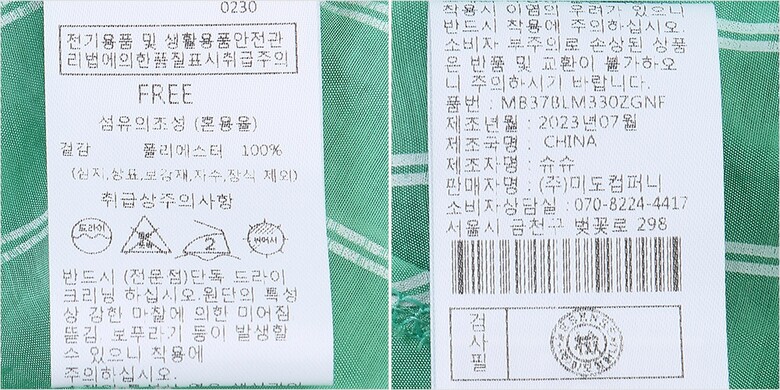 0230
전기용품 및 생활용품안전관
리법에의한품질표시취급주의
FREE
섬유의조성 (혼용율)
겉감 폴리에스터 100%
(심지,상표,보강재,자수,장식 제외)
취급상주의사항
드라이
2
반드시 (전문점)단독 드라이
크리닝 하십시오.원단의 특성
상 강한 마찰에 의한 미어짐
뜯김, 보푸라기 등이 발생할
수 있으니 착용에
주의하십시오.
착용시 이염의 우려가 있으니
반드시 착용에 주의하십시오.
소비자 부주의로 손상된 상품
은 반품 및 교환이 불가하오
니 주의하시기 바랍니다.
품번 : MB37BLM330ZGNF
제조년월 : 2023년07월
제조국명 : CHINA
제조자명 : 슈슈
판매자명 : (주)미도컴퍼니
소비자상담실 : 070-8224-4417
서울시 금천구 벚꽃로 298
검
사
필